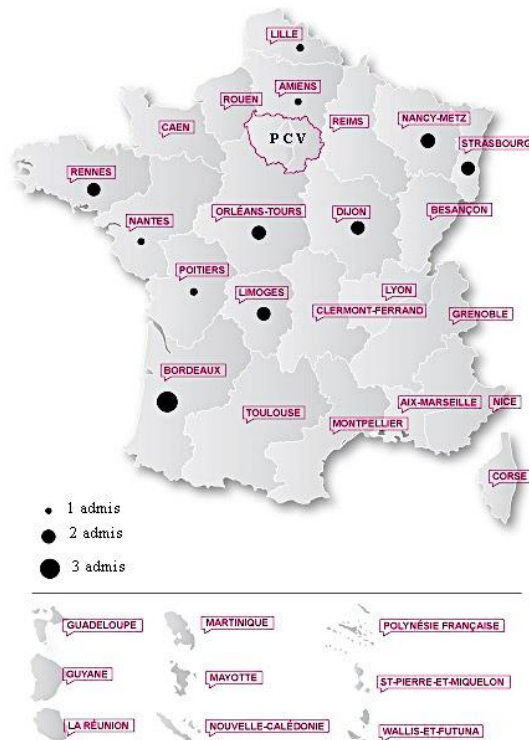 LILLE
AMIENS
ROUEN
CAEN
PCV
REIMS
NANCY-METZ
STRASBOURG
RENNES
NANTES
ORLÉANS-TOURS
DIJON
BESANÇON
POITIERS
LIMOGES
LYON
CLERMONT-FERRAND
GRENOBLE
BORDEAUX
TOULOUSE
AIX-MARSEILLE
NICE
MONTPELLIER
CORSE
1 admis
2 admis
3 admis
GUADELOUPE
MARTINIQUE
POLYNÉSIE FRANÇAISE
GUYANE
MAYOTTE
ST-PIERRE-ET-MIQUELON
LA RÉUNION
NOUVELLE-CALÉDONIE
WALLIS-ET-FUTUNA